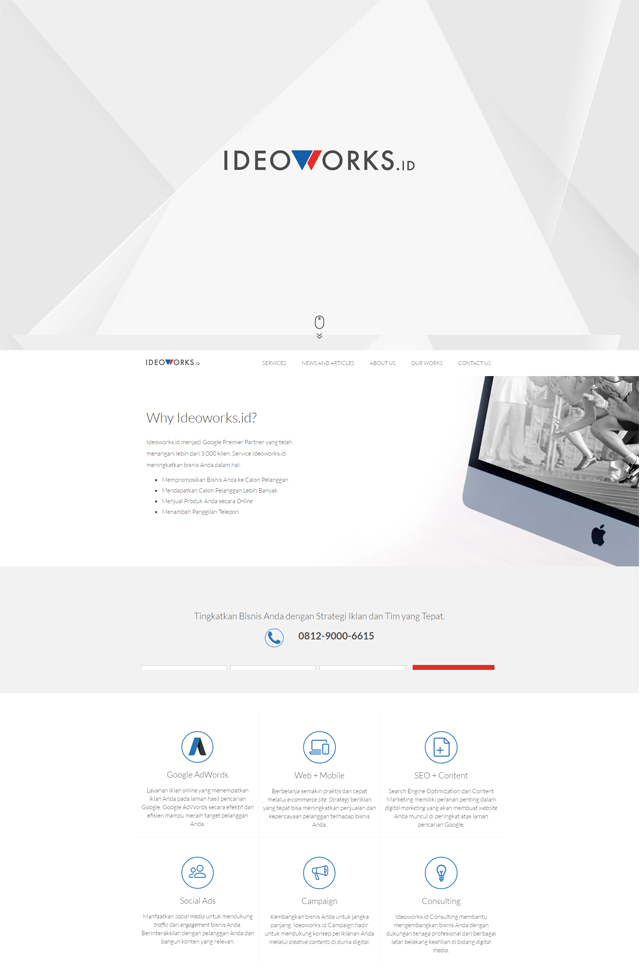 IDEOWORKS.ID
IDEOWORKS.ID
SERVICES
NEWS AND ARTICLES
ABOUT US
OUR WORKS
CONTACT US
Why Ideoworks.id?
Ideoworks.id menjadi Google Premier Partner yang telah
menangani lebih dari 3.000 klien. Service Ideoworks.id
meningkatkan bisnis Anda dalam hal:
• Mempromosikan Bisnis Anda ke Calon Pelanggan
• Mendapatkan Calon Pelanggan Lebih Banyak
• Menjual Produk Anda secara Online
• Menambah Panggilan Telepon
Tingkatkan Bisnis Anda dengan Strategi Iklan dan Tim yang Tepat.
0812-9000-6615
Google AdWords
Layanan iklan online yang menempatkan
iklan Anda pada laman hasil pencarian
Google. Google AdWords secara efektif dan
efisien mampu meraih target pelanggan
Anda.
Web + Mobile
Berbelanja semakin praktis dan cepat
melalui e-commerce site. Strategi beriklan
yang tepat bisa meningkatkan penjualan dan
kepercayaan pelanggan terhadap bisnis
Anda.
SEO + Content
Search Engine Optimization dan Content
Marketing memiliki peranan penting dalam
digital marketing yang akan membuat website
Anda muncul di peringkat atas laman
pencarian Google.
Social Ads
Manfaatkan social media untuk mendukung
traffic dan engagement bisnis Anda.
Berinteraksilah dengan pelanggan Anda dan
bangun konten yang relevan.
Campaign
Kembangkan bisnis Anda untuk jangka
panjang. Ideoworks.id Campaign hadir
untuk mendukung konsep periklanan Anda
melalui creative contents di dunia digital.
Consulting
Ideoworks.id Consulting membantu
mengembangkan bisnis Anda dengan
dukungan tenaga profesional dari berbagai
latar belakang keahlian di bidang digital
media.